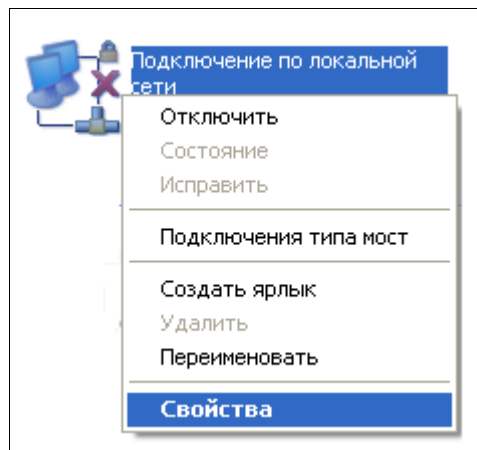 Подключение по локальной
сети
Отключить
Состояние
Исправить
Подключения типа мост
Создать ярлык
Удалить
Переименовать
Свойства